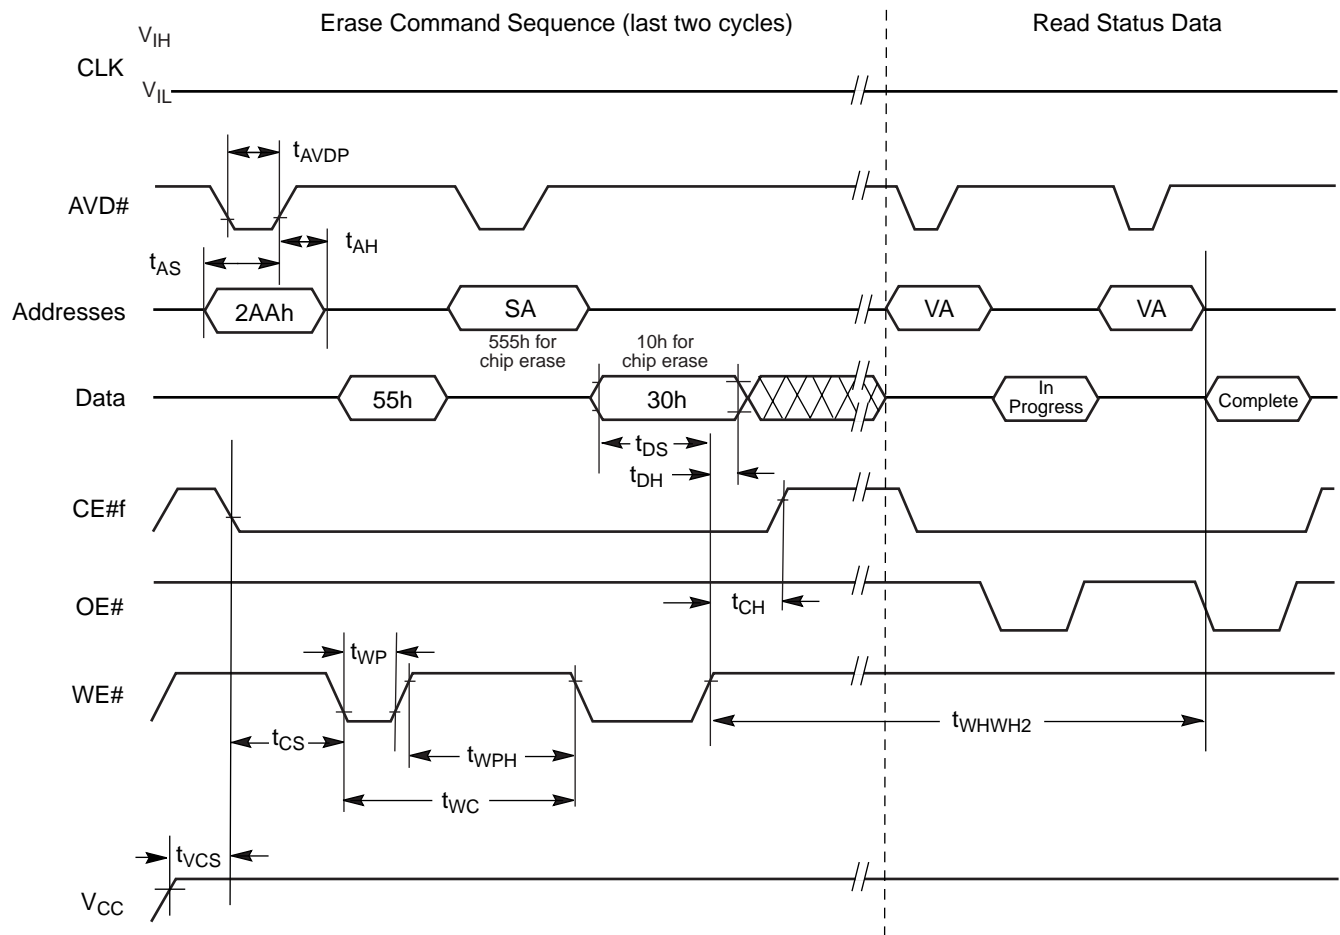 Erase Command Sequence (last two cycles)
Read Status Data
VIH
CLK
VIL
tAVDP
AVD#
tAH
tAS
Addresses
2AAh
SA
VA
VA
555h for
chip erase
10h for
chip erase
Data
55h
30h
In
Progress
Complete
tDS
tDH
CE#f
OE#
tCH
tWP
WE#
tWHWH2
tCS
tWPH
tWC
tVCS
VCC